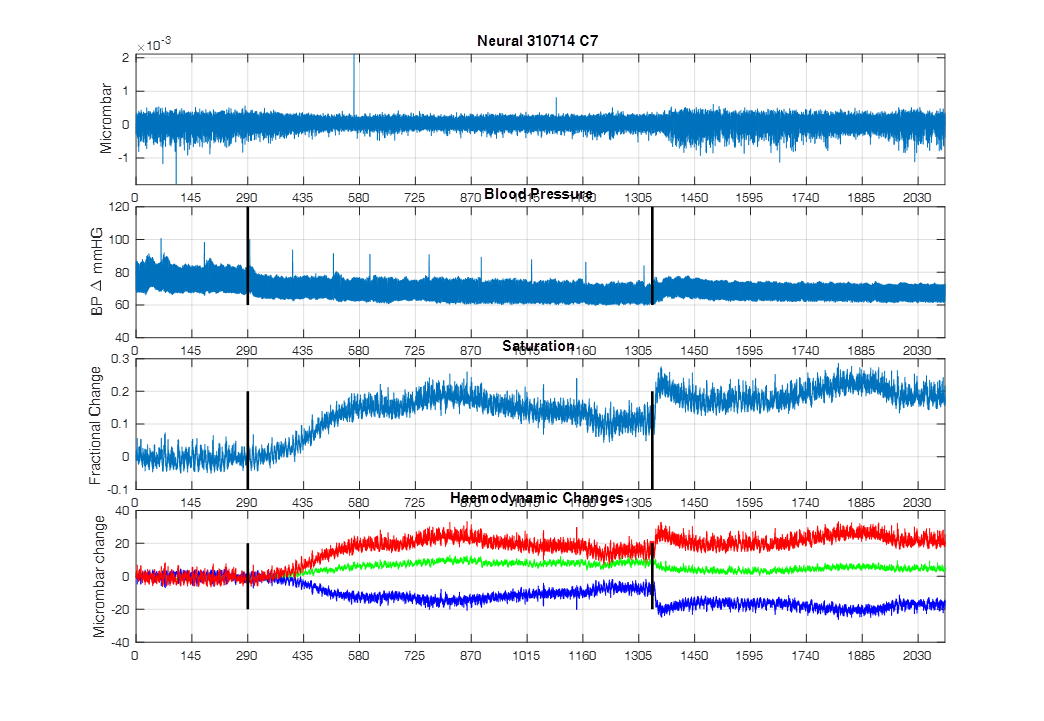 ×10-3
Neural 310714 C7
Micrombar
2
1
0
-1
0 145 290 435 580 725 870 1015 1160 1305 1450 1595 1740 1885 2030
Blood Pressure
BP Δ mmHG
120
100
80
60
40
0 145 290 435 580 725 870 1015 1160 1305 1450 1595 1740 1885 2030
Saturation
Fractional Change
0.3
0.2
0.1
0
-0.1
0 145 290 435 580 725 870 1015 1160 1305 1450 1595 1740 1885 2030
Haemodynamic Changes
Micrombar change
40
20
0
-20
-40
0 145 290 435 580 725 870 1015 1160 1305 1450 1595 1740 1885 2030